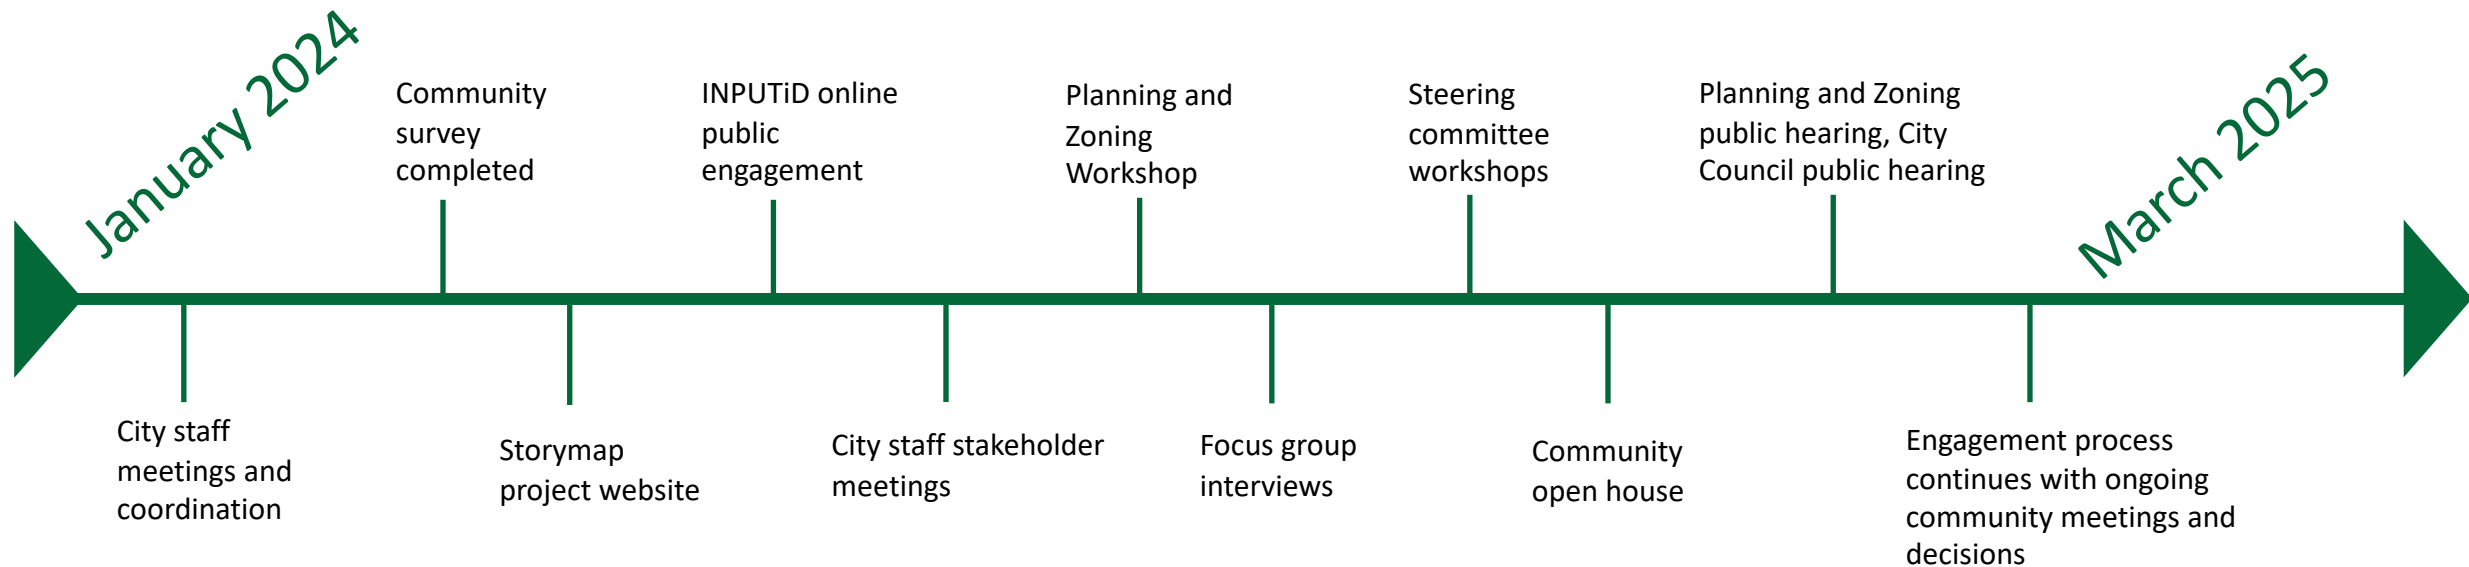 January 2024
Community
survey
completed
INPUTiD online
public
engagement
Planning and
Zoning
Workshop
Steering
committee
workshops
Planning and Zoning
public hearing, City
Council public hearing
March 2025
City staff
meetings and
coordination
Storymap
project website
City staff stakeholder
meetings
Focus group
interviews
Community
open house
Engagement process
continues with ongoing
community meetings and
decisions